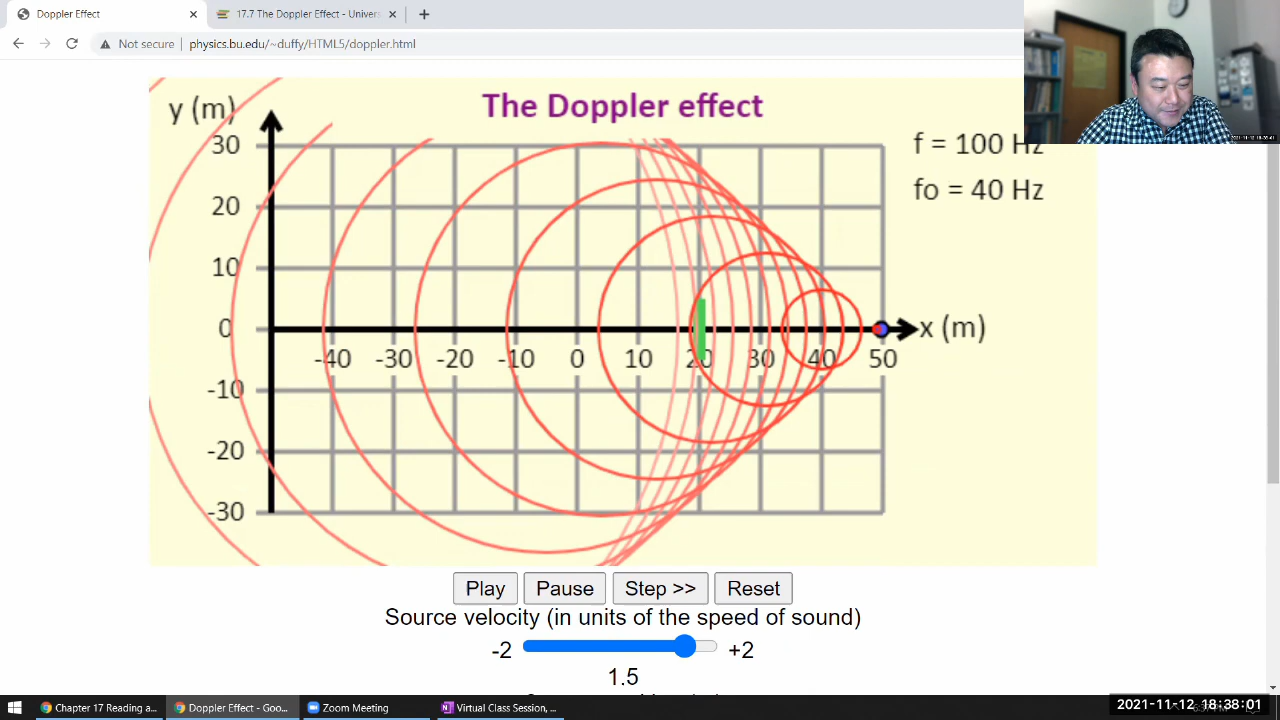 Doppler Effect
17.7 The Doppler Effect - Univers
Not secure
physics.bu.edu/~duffy/HTML5/doppler.html
The Doppler effect
y (m)
f = 100 Hz
fo = 40 Hz
30
20
10
0
-10
-20
-30
-40 -30 -20 -10 0 10 20 30 40 50
x (m)
Play Pause Step >> Reset
Source velocity (in units of the speed of sound)
-2 +2
1.5
Chapter 17 Reading a...
Doppler Effect - Goo...
Zoom Meeting
Virtual Class Session, ...
2021-11-12 18:38:01